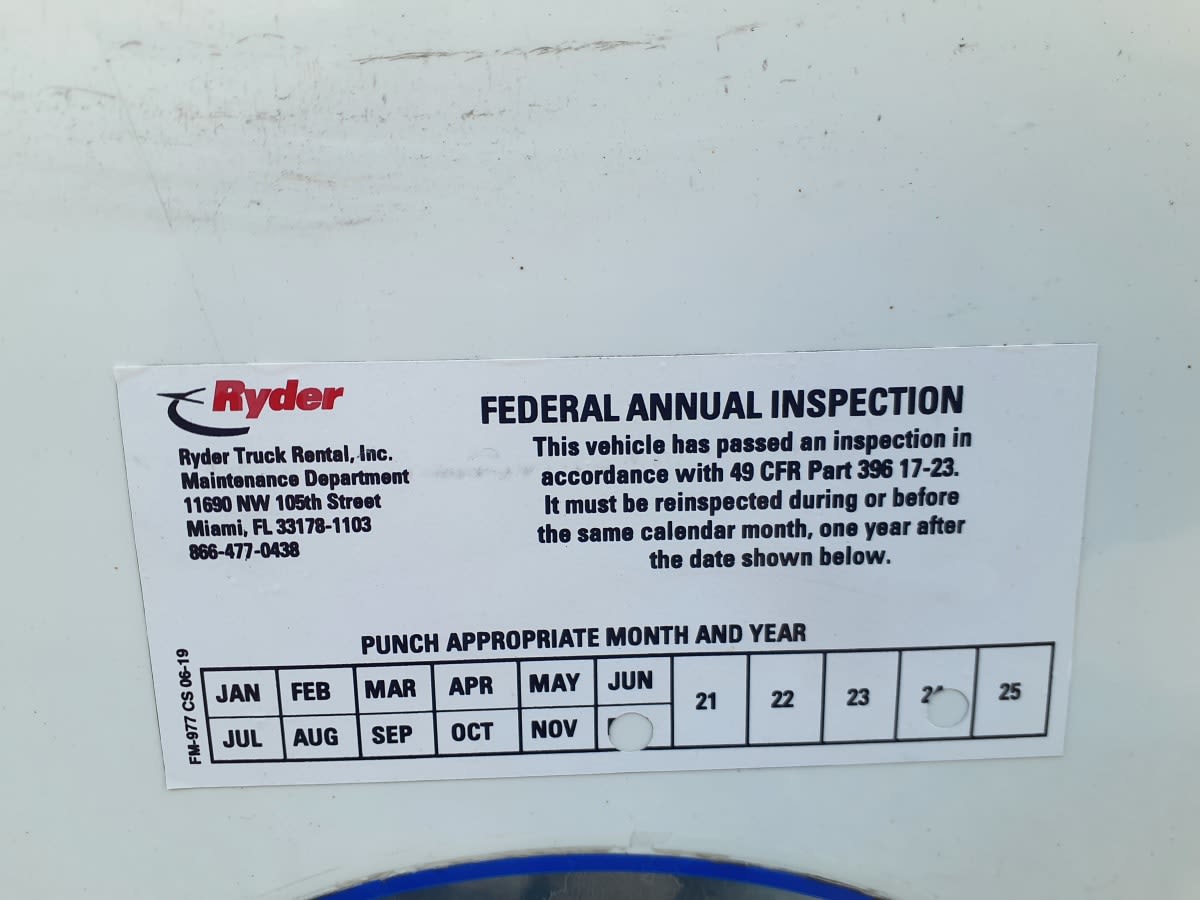 Ryder
Ryder Truck Rental, Inc.
Maintenance Department
11690 NW 105th Street
Miami, FL 33178-1103
866-477-0438
FEDERAL ANNUAL INSPECTION
This vehicle has passed an inspection in
accordance with 49 CFR Part 396 17-23.
It must be reinspected during or before
the same calendar month, one year after
the date shown below.
PUNCH APPROPRIATE MONTH AND YEAR
JAN FEB MAR APR MAY JUN
JUL AUG SEP OCT NOV
21 22 23 24 25
FM-977 CS 06-19